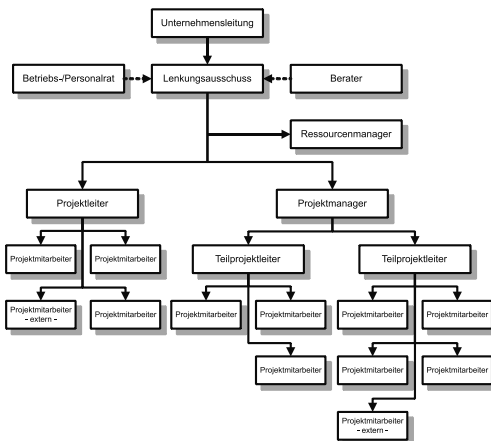 Unternehmensleitung
Betriebs-/Personalrat
Lenkungsausschuss
Berater
Ressourcenmanager
Projektleiter
Projektmanager
Projektmitarbeiter
Projektmitarbeiter
Teilprojektleiter
Teilprojektleiter
Projektmitarbeiter
- extern -
Projektmitarbeiter
Projektmitarbeiter
Projektmitarbeiter
Projektmitarbeiter
Projektmitarbeiter
Projektmitarbeiter
Projektmitarbeiter
Projektmitarbeiter
Projektmitarbeiter
- extern -